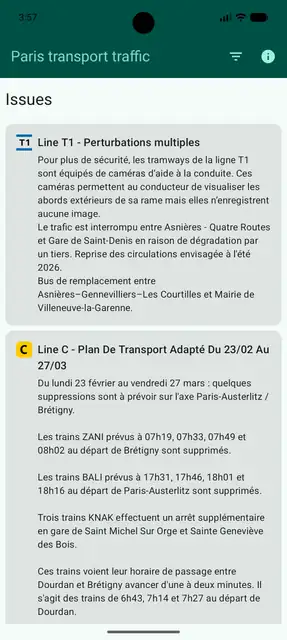 3:57
Paris transport traffic
Issues
T1 Line T1 - Perturbations multiples
Pour plus de sécurité, les tramways de la ligne T1
sont équipés de caméras d'aide à la conduite. Ces
caméras permettent au conducteur de visualiser les
abords extérieurs de sa rame mais elles n'enregistrent
aucune image.
Le trafic est interrompu entre Asnières - Quatre Routes
et Gare de Saint-Denis en raison de dégradation par
un tiers. Reprise des circulations envisagée à l'été
2026.
Bus de remplacement entre
Asnières–Gennevilliers–Les Courtilles et Mairie de
Villeneuve-la-Garenne.
C Line C - Plan De Transport Adapté Du 23/02 Au
27/03
Du lundi 23 février au vendredi 27 mars : quelques
suppressions sont à prévoir sur l'axe Paris-Austerlitz /
Brétigny.
Les trains ZANI prévus à 07h19, 07h33, 07h49 et
08h02 au départ de Brétigny sont supprimés.
Les trains BALI prévus à 17h31, 17h46, 18h01 et
18h16 au départ de Paris-Austerlitz sont supprimés.
Trois trains KNAK effectuent un arrêt supplémentaire
en gare de Saint Michel Sur Orge et Sainte Geneviève
des Bois.
Ces trains voient leur horaire de passage entre
Dourdan et Brétigny avancer d'une à deux minutes. Il
s'agit des trains de 6h43, 7h14 et 7h27 au départ de
Dourdan.